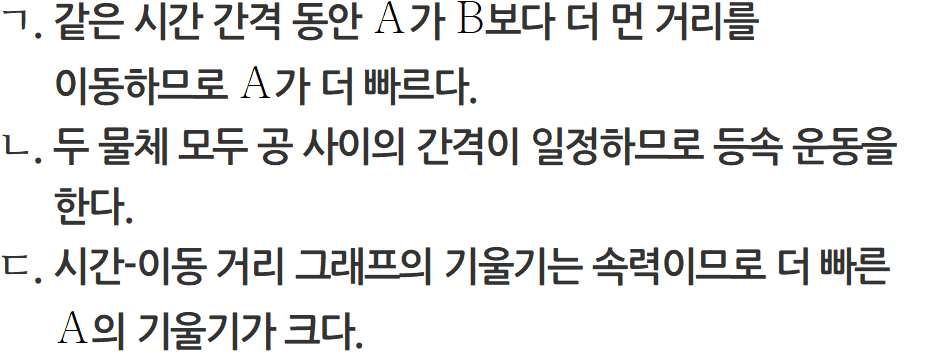 ㄱ. 같은 시간 간격 동안 A가 B보다 더 먼 거리를
이동하므로 A가 더 빠르다.
ㄴ. 두 물체 모두 공 사이의 간격이 일정하므로 등속 운동을
한다.
ㄷ. 시간-이동 거리 그래프의 기울기는 속력이므로 더 빠른
A의 기울기가 크다.